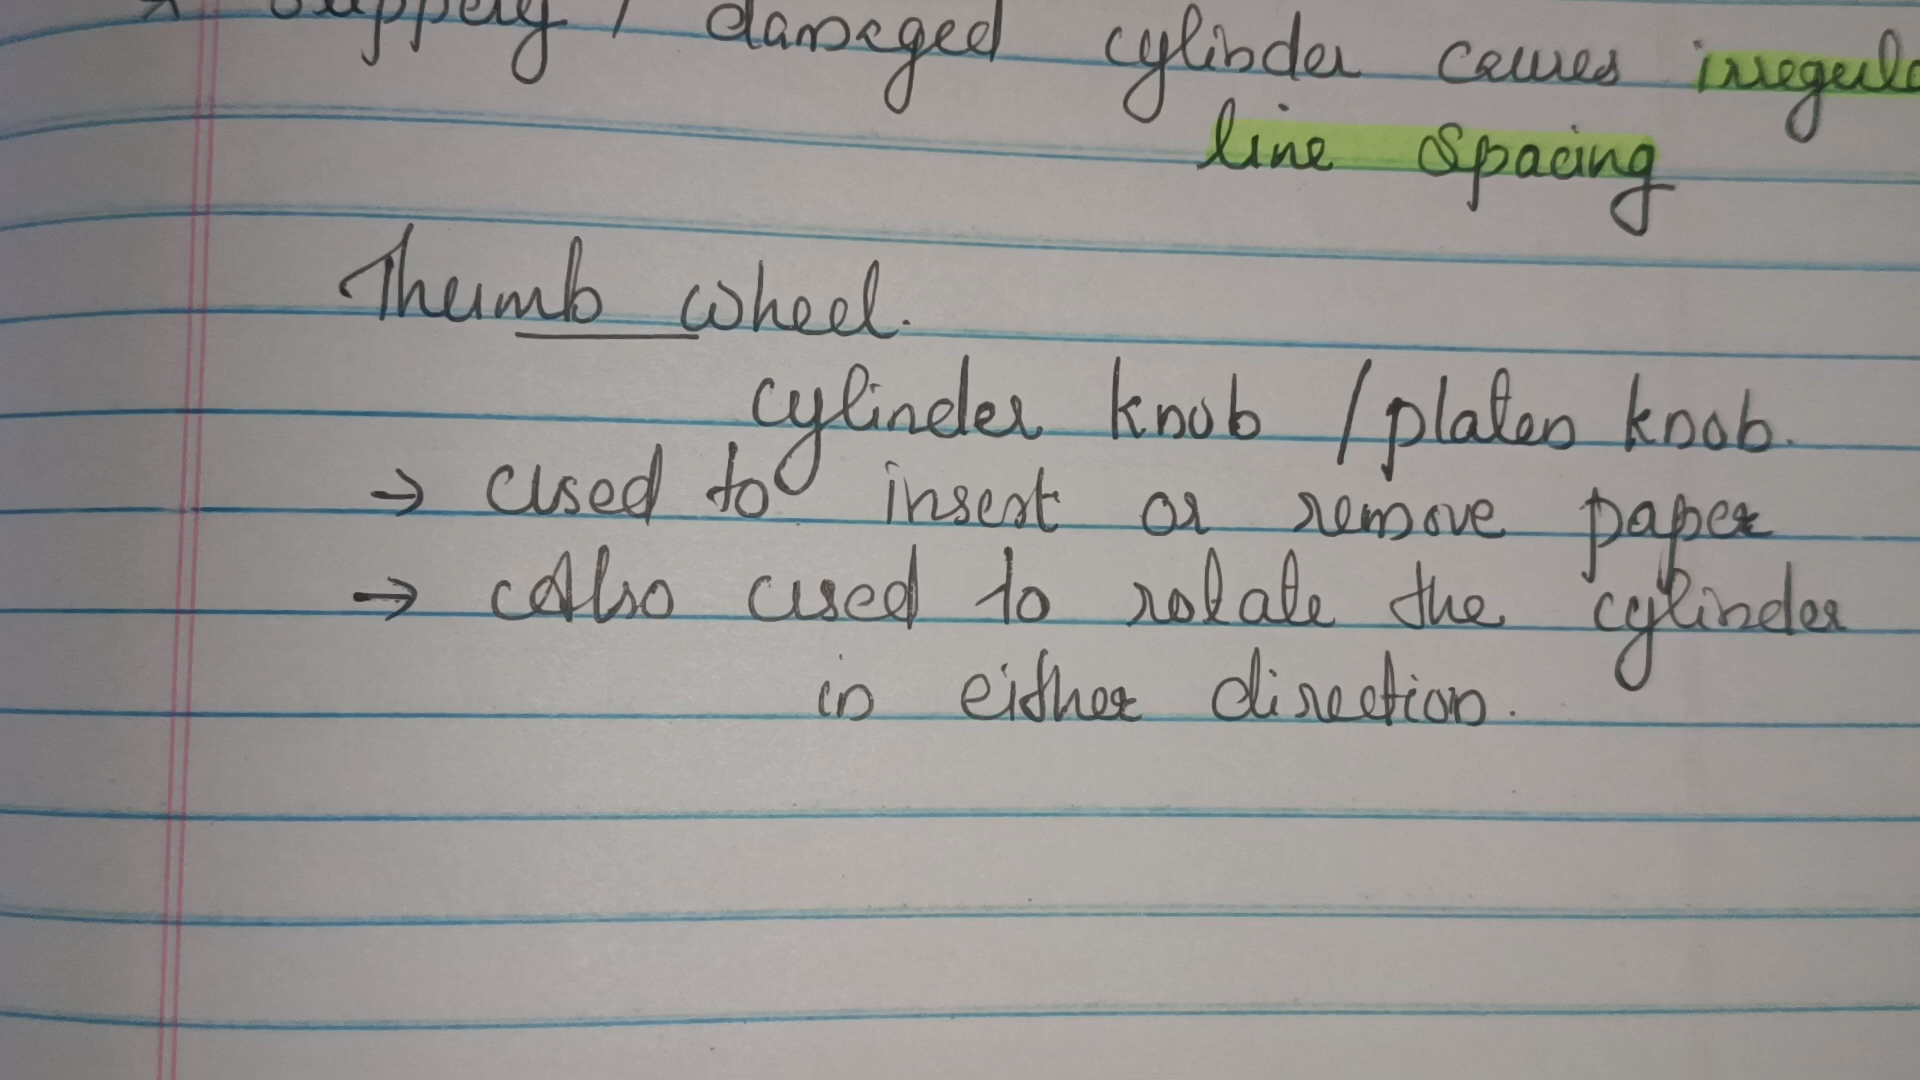 slippery / damaged cylinder causes
line spacing
Thumb wheel.
cylinder knob / platen knob.
→ used to insert or remove paper
→ Also used to rotate the cylinder
in either direction.